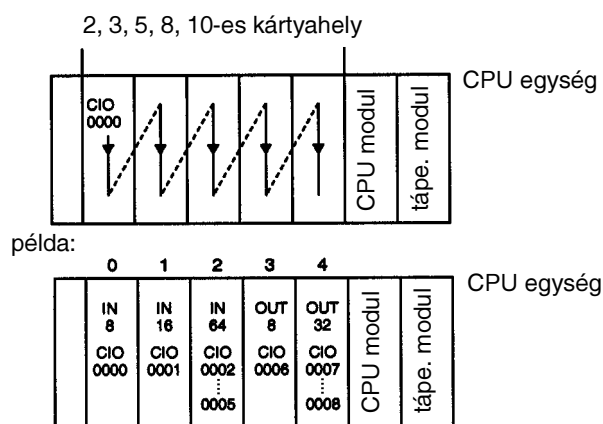 2, 3, 5, 8, 10-es kártyahely
CPU egység
CIO
0000
CPU modul
tápe. modul
példa:
0 1 2 3 4
CPU egység
IN IN IN OUT OUT
8 16 64 8 32
CIO CIO CIO CIO CIO
0000 0001 0002 0006 0007
0005 0008
CPU modul
tápe. modul